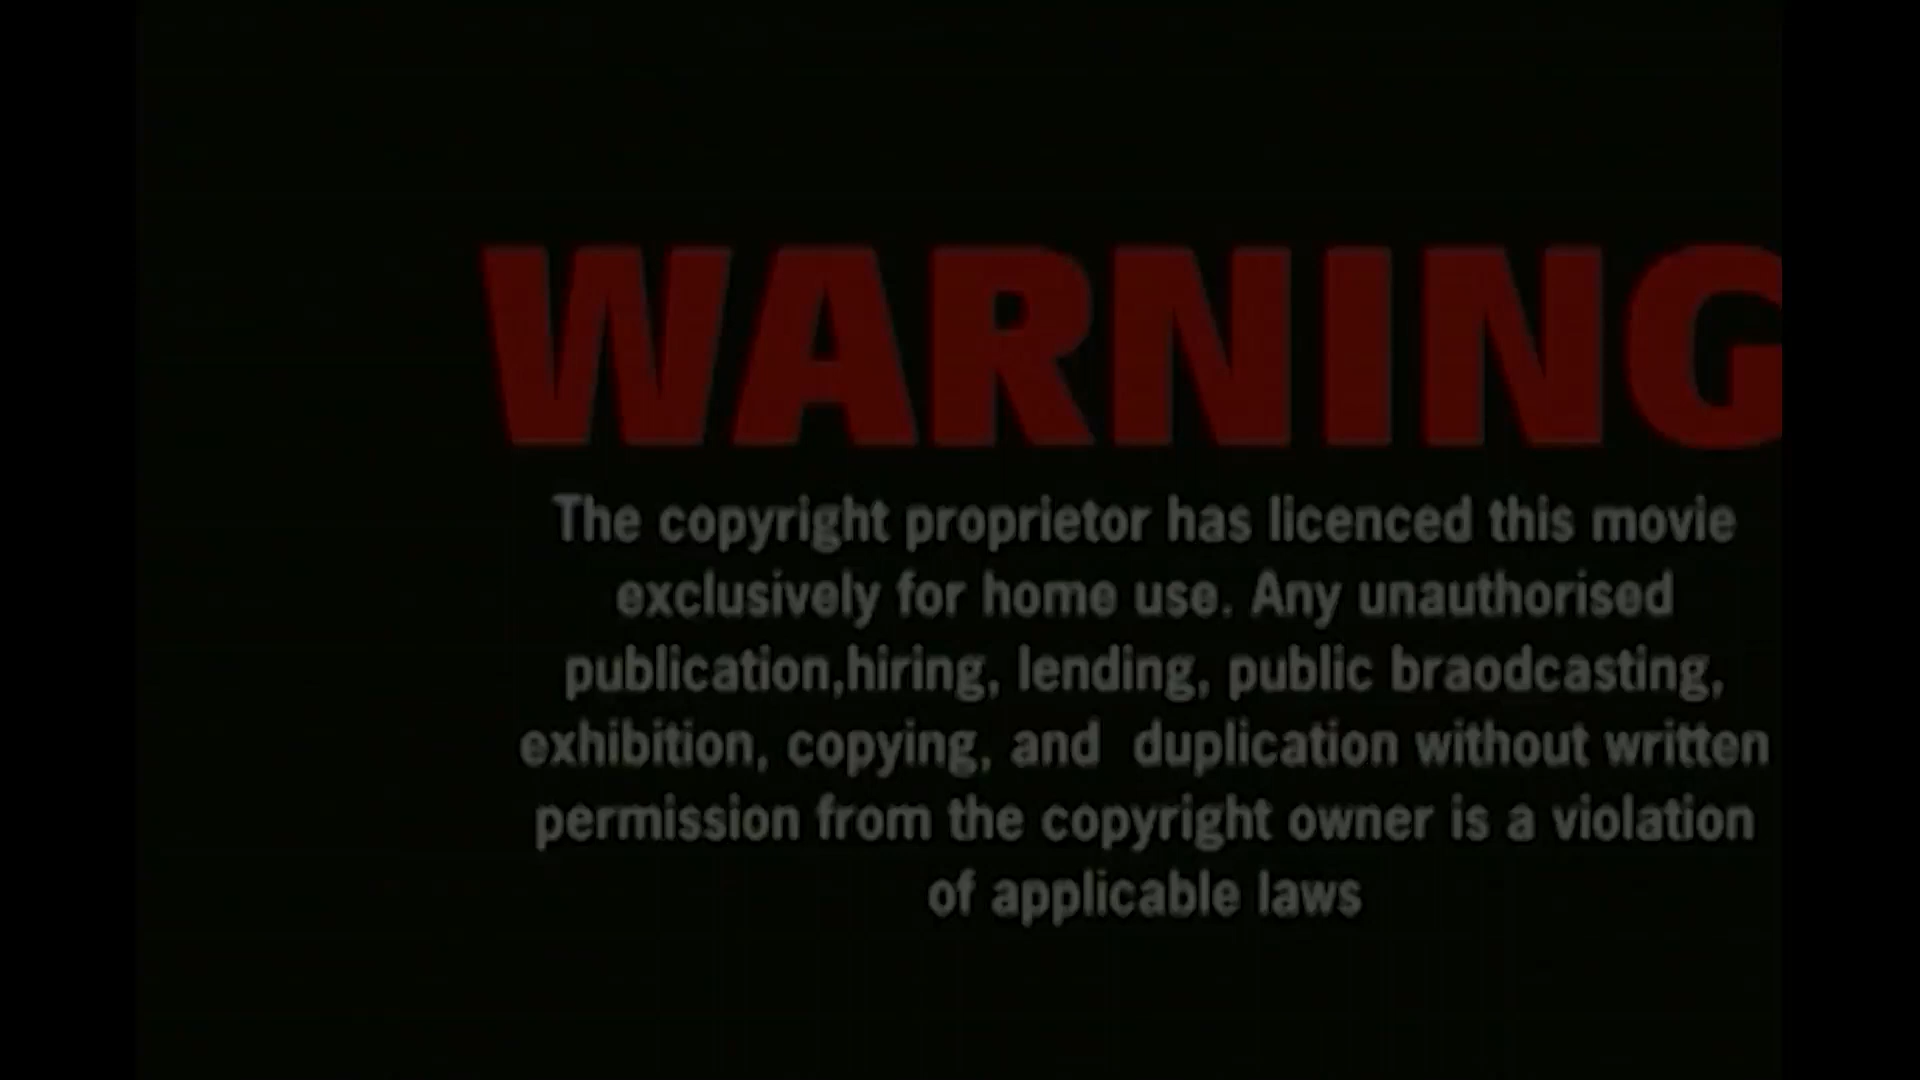 WARNING
The copyright proprietor has licenced this movie
exclusively for home use. Any unauthorised
publication,hiring, lending, public braodcasting,
exhibition, copying, and  duplication without written
permission from the copyright owner is a violation
of applicable laws